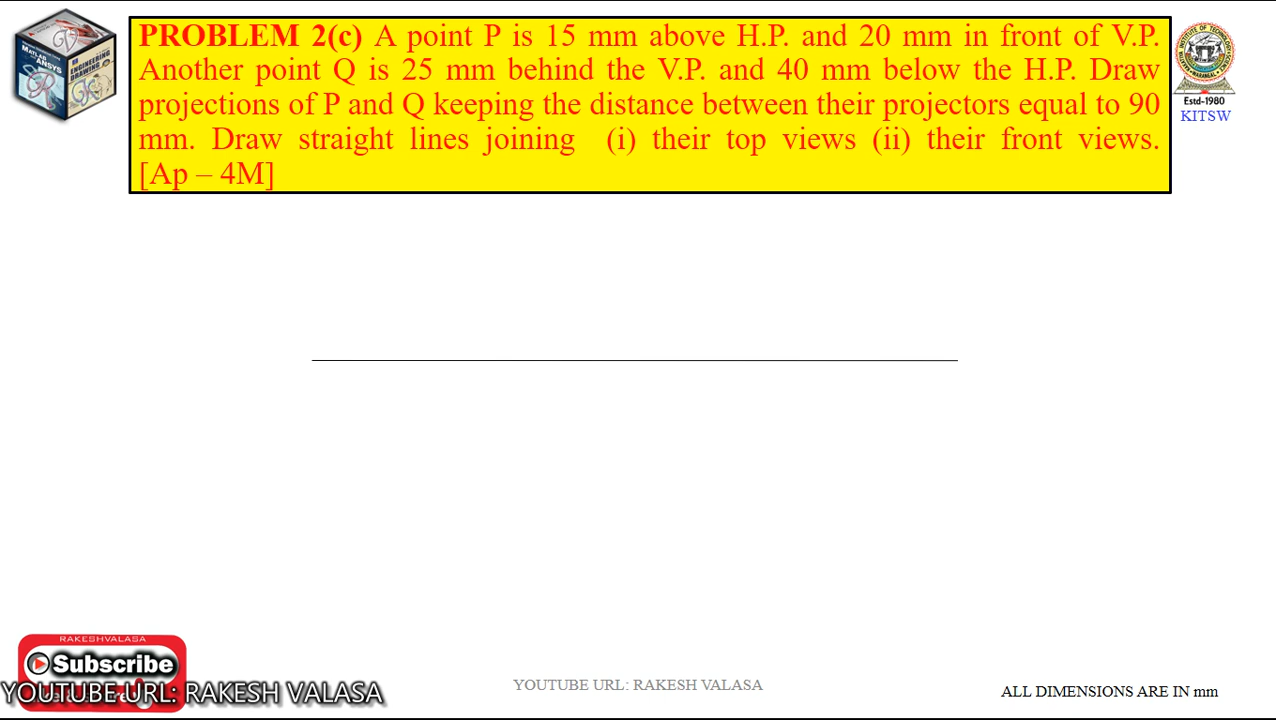 PROBLEM 2(c) A point P is 15 mm above H.P. and 20 mm in front of V.P.
Another point Q is 25 mm behind the V.P. and 40 mm below the H.P. Draw
projections of P and Q keeping the distance between their projectors equal to 90
mm. Draw straight lines joining (i) their top views (ii) their front views.
[Ap – 4M]
Estd-1980
KITSW
RAKESHVALASA
Subscribe
YOUTUBE URL: RAKESH VALASA
YOUTUBE URL: RAKESH VALASA
ALL DIMENSIONS ARE IN mm